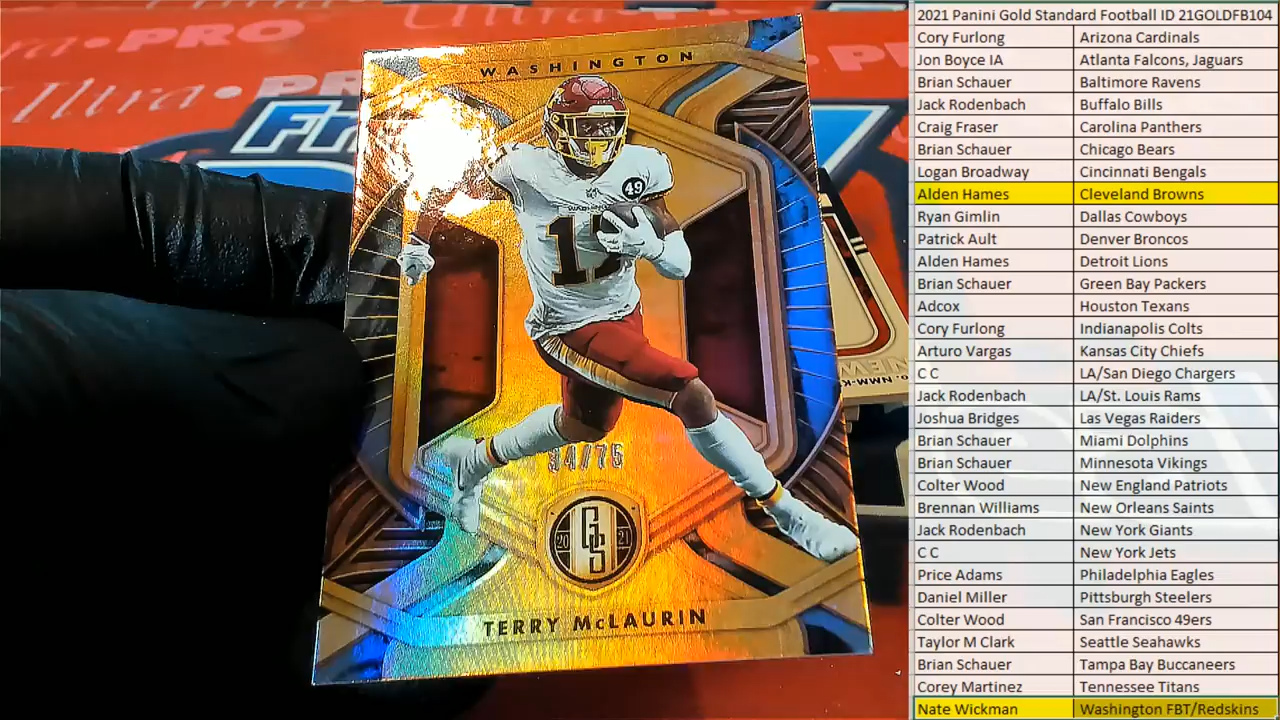 WASHINGTON
49
WASHINGTON
17
34/75
20 GS 21
TERRY McLAURIN
Ultra•PRO
PRO
2021 Panini Gold Standard Football ID 21GOLDFB104
Cory Furlong Arizona Cardinals
Jon Boyce IA Atlanta Falcons, Jaguars
Brian Schauer Baltimore Ravens
Jack Rodenbach Buffalo Bills
Craig Fraser Carolina Panthers
Brian Schauer Chicago Bears
Logan Broadway Cincinnati Bengals
Alden Hames Cleveland Browns
Ryan Gimlin Dallas Cowboys
Patrick Ault Denver Broncos
Alden Hames Detroit Lions
Brian Schauer Green Bay Packers
Adcox Houston Texans
Cory Furlong Indianapolis Colts
Arturo Vargas Kansas City Chiefs
C C LA/San Diego Chargers
Jack Rodenbach LA/St. Louis Rams
Joshua Bridges Las Vegas Raiders
Brian Schauer Miami Dolphins
Brian Schauer Minnesota Vikings
Colter Wood New England Patriots
Brennan Williams New Orleans Saints
Jack Rodenbach New York Giants
C C New York Jets
Price Adams Philadelphia Eagles
Daniel Miller Pittsburgh Steelers
Colter Wood San Francisco 49ers
Taylor M Clark Seattle Seahawks
Brian Schauer Tampa Bay Buccaneers
Corey Martinez Tennessee Titans
Nate Wickman Washington FBT/Redskins